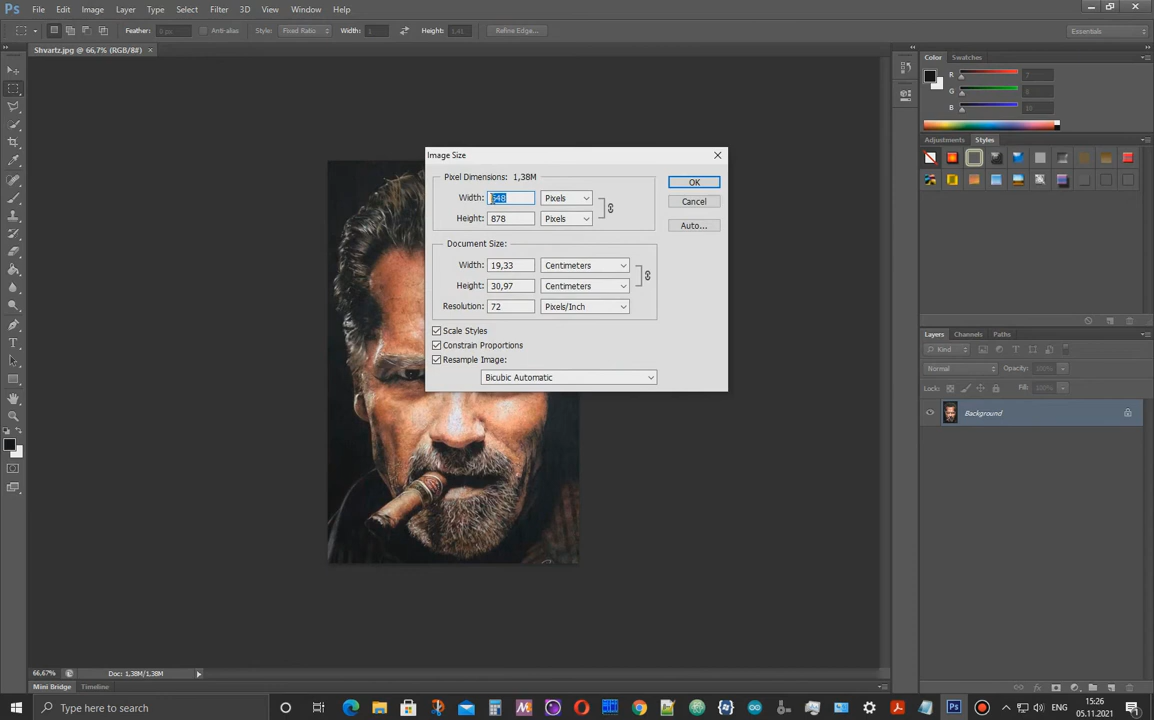 Ps File Edit Image Layer Type Select Filter 3D View Window Help
Feather: 0 px Anti-alias Style: Fixed Ratio Width: 1 Height: 1,41 Refine Edge... Essentials
Shvartz.jpg @ 66,7% (RGB/8#)
Color Swatches
R
G
B 10
Adjustments Styles
Image Size
Pixel Dimensions: 1,38M
Width: 548 Pixels
Height: 878 Pixels
OK
Cancel
Auto...
Document Size:
Width: 19,33 Centimeters
Height: 30,97 Centimeters
Resolution: 72 Pixels/Inch
Scale Styles
Constrain Proportions
Resample Image:
Bicubic Automatic
Layers Channels Paths
Kind
Normal Opacity: 100%
Lock: Fill: 100%
Background
66,67% Doc: 1,38M/1,38M
Mini Bridge Timeline
Type here to search
ENG
15:26
05.11.2021